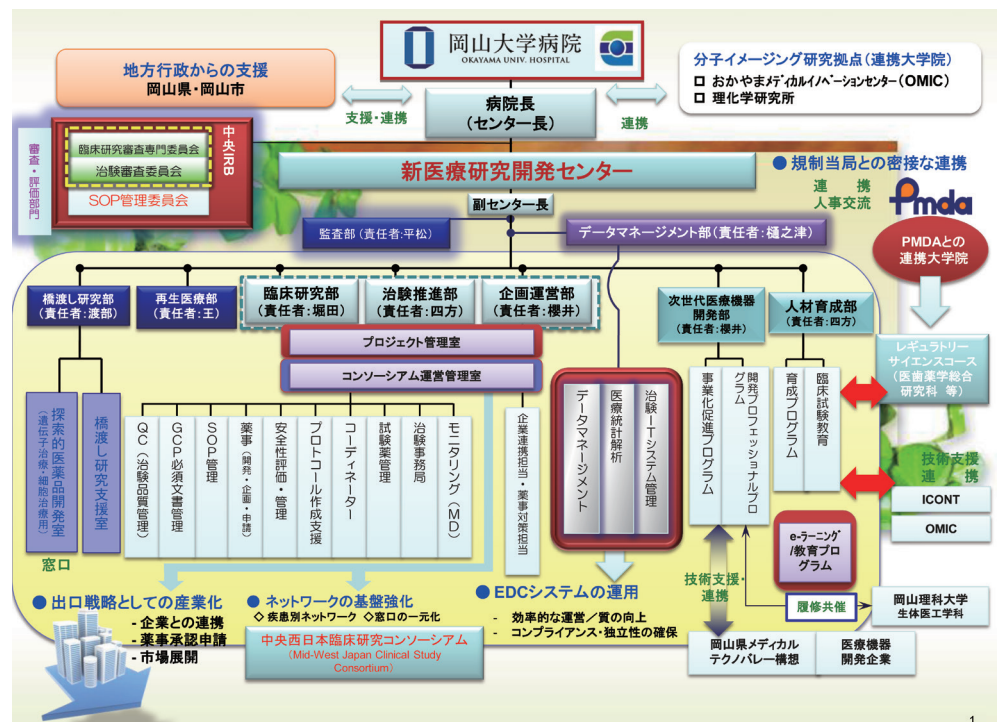 岡山大学病院
OKAYAMA UNIV. HOSPITAL
地方行政からの支援
岡山県・岡山市
分子イメージング研究拠点(連携大学院)
おかやまメディカルイノベーションセンター(OMIC)
理化学研究所
病院長
(センター長)
支援・連携
連携
審査・評価部門
臨床研究審査専門委員会
治験審査委員会
SOP管理委員会
中央IRB
新医療研究開発センター
● 規制当局との密接な連携
連 携
人事交流
Pmda
副センター長
監査部(責任者:平松)
データマネージメント部(責任者:樋之津)
PMDAとの
連携大学院
橋渡し研究部
(責任者:渡部)
再生医療部
(責任者:王)
臨床研究部
(責任者:堀田)
治験推進部
(責任者:四方)
企画運営部
(責任者:櫻井)
次世代医療機器
開発部
(責任者:櫻井)
人材育成部
(責任者:四方)
プロジェクト管理室
コンソーシアム運営管理室
レギュラトリー
サイエンスコース
(医歯薬学総合
研究科 等)
探索的医薬品開発室
(遺伝子治療・細胞治療用)
橋渡し研究支援室
窓口
QC(治験品質管理)
GCP必須文書管理
SOP管理
薬事(開発・企画・申請)
安全性評価・管理
プロトコール作成支援
コーディネーター
試験薬管理
治験事務局
モニタリング(MD)
企業連携担当・薬事対策担当
データマネージメント
医療統計解析
治験ーITシステム管理
事業化促進プログラム
開発プロフェッショナルプログラム
育成プログラム
臨床試験教育
技術支援
連 携
ICONT
OMIC
e-ラーニング
/教育プロ
グラム
技術支援・
連携
履修共催
岡山理科大学
生体医工学科
● 出口戦略としての産業化
- 企業との連携
- 薬事承認申請
- 市場展開
● ネットワークの基盤強化
◇ 疾患別ネットワーク ◇窓口の一元化
中央西日本臨床研究コンソーシアム
(Mid-West Japan Clinical Study
Consortium)
● EDCシステムの運用
- 効率的な運営/質の向上
- コンプライアンス・独立性の確保
岡山県メディカル
テクノバレー構想
医療機器
開発企業
1